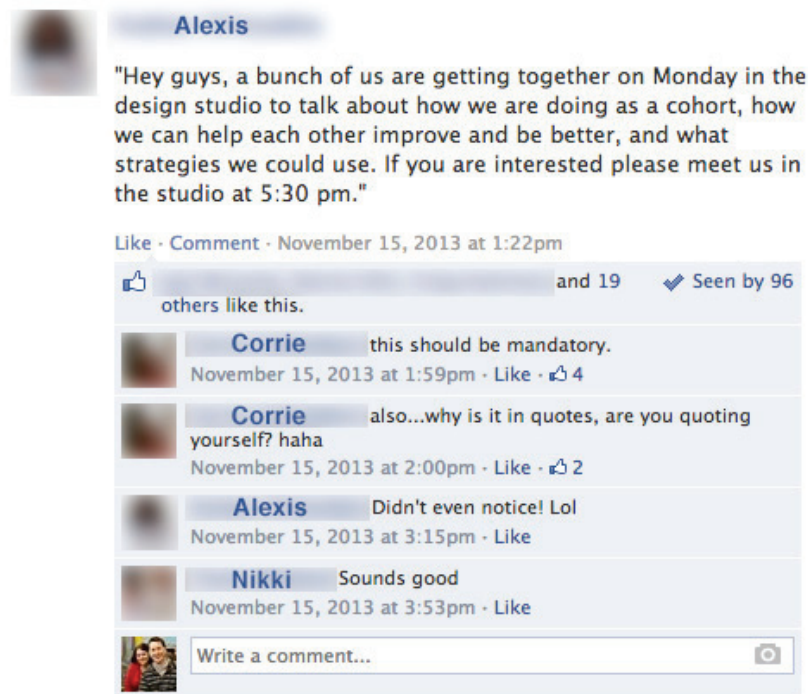 Alexis
"Hey guys, a bunch of us are getting together on Monday in the
design studio to talk about how we are doing as a cohort, how
we can help each other improve and be better, and what
strategies we could use. If you are interested please meet us in
the studio at 5:30 pm."
Like · Comment · November 15, 2013 at 1:22pm
and 19 Seen by 96
others like this.
Corrie this should be mandatory.
November 15, 2013 at 1:59pm · Like · 4
Corrie also...why is it in quotes, are you quoting
yourself? haha
November 15, 2013 at 2:00pm · Like · 2
Alexis Didn't even notice! Lol
November 15, 2013 at 3:15pm · Like
Nikki Sounds good
November 15, 2013 at 3:53pm · Like
Write a comment...